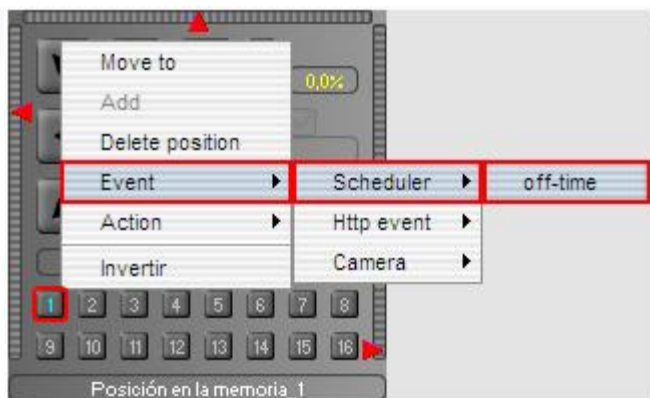 Move to
0,0%
Add
Delete position
Event Scheduler off-time
Action Http event
Invertir Camera
1 2 3 4 5 6 7 8
9 10 11 12 13 14 15 16
Posición en la memoria 1